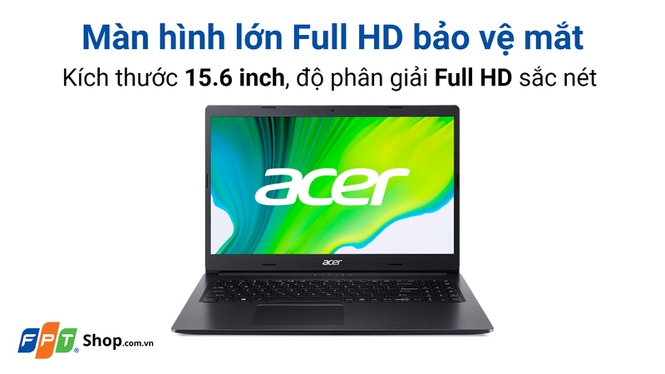 Màn hình lớn Full HD bảo vệ mắt
Kích thước 15.6 inch, độ phân giải Full HD sắc nét
acer
acer
FPT® Shop.com.vn